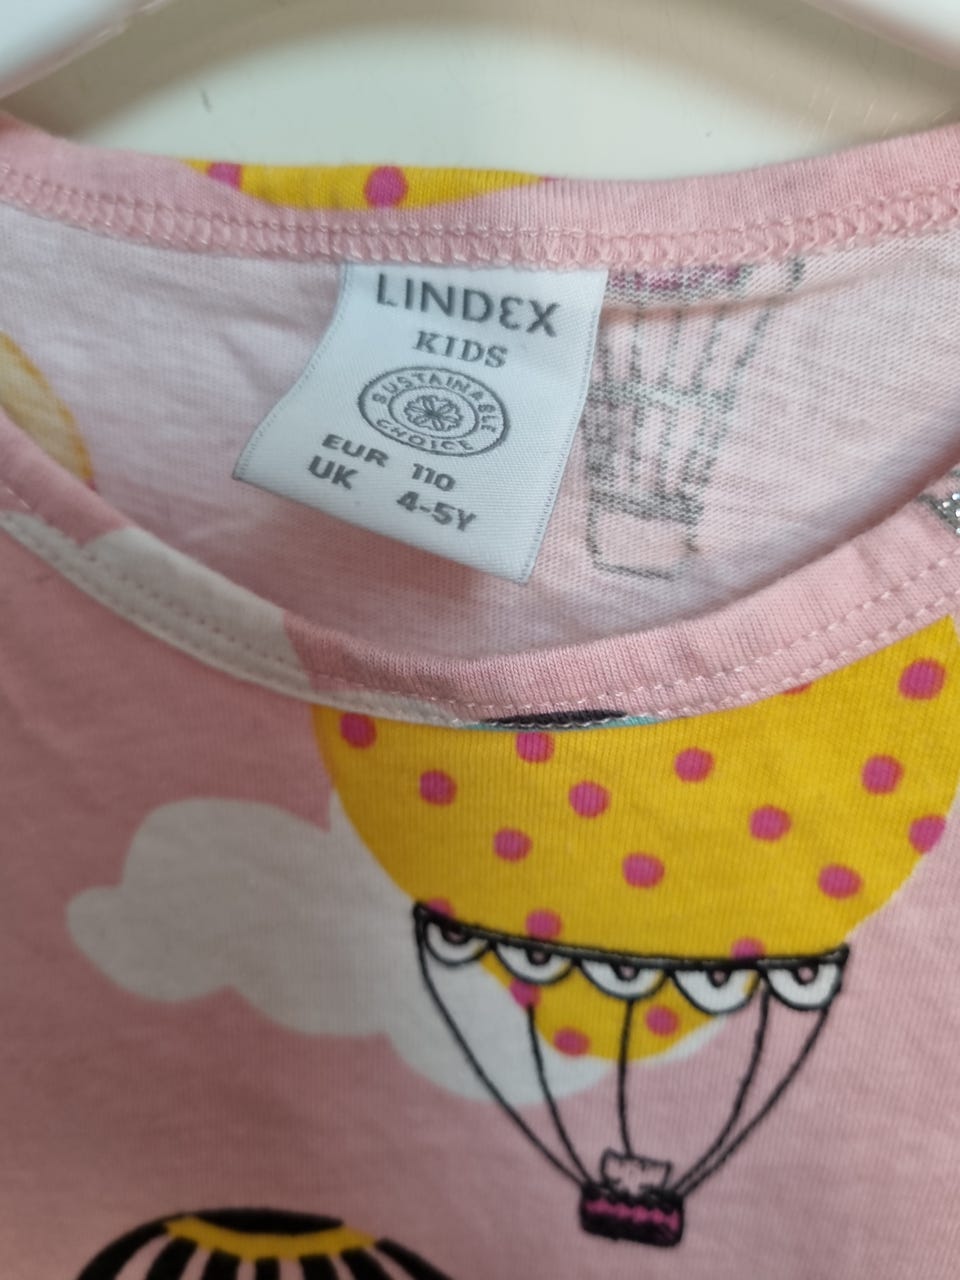 LINDEX
KIDS
SUSTAINABLE
CHOICE
EUR 110
UK 4-5Y